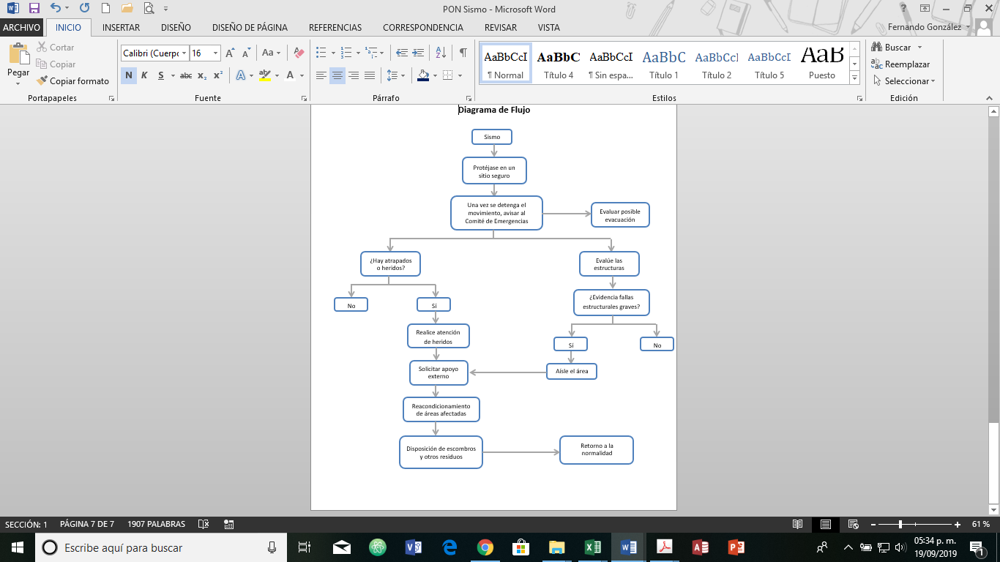 PON Sismo - Microsoft Word
ARCHIVO
INICIO
INSERTAR
DISEÑO
DISEÑO DE PÁGINA
REFERENCIAS
CORRESPONDENCIA
REVISAR
VISTA
Fernando González
Pegar
Cortar
Copiar
Copiar formato
Portapapeles
Calibri (Cuerpo
16
Aa
N K S abc x₂ x²
A
ab
A
Fuente
Párrafo
AaBbCcI
¶ Normal
AaBbC
Título 4
AaBbCcI
¶ Sin espa...
AaBbC
Título 1
AaBbCcI
Título 2
AaBbCcI
Título 5
AaB
Puesto
Estilos
Buscar
Reemplazar
Seleccionar
Edición
Diagrama de Flujo
Sismo
Protéjase en un
sitio seguro
Una vez se detenga el
movimiento, avisar al
Comité de Emergencias
Evaluar posible
evacuación
¿Hay atrapados
o heridos?
No
Sí
Realice atención
de heridos
Solicitar apoyo
externo
Reacondicionamiento
de áreas afectadas
Disposición de escombros
y otros residuos
Evalúe las
estructuras
¿Evidencia fallas
estructurales graves?
Sí
No
Aísle el área
Retorno a la
normalidad
SECCIÓN: 1
PÁGINA 7 DE 7
1907 PALABRAS
61 %
Escribe aquí para buscar
05:34 p. m.
19/09/2019
1